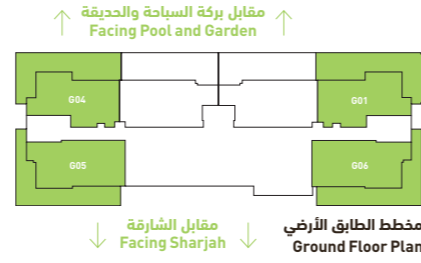 مقابل بركة السباحة والحديقة
Facing Pool and Garden
G04
G01
G05
G06
مقابل الشارقة
Facing Sharjah
مخطط الطابق الأرضي
Ground Floor Plan